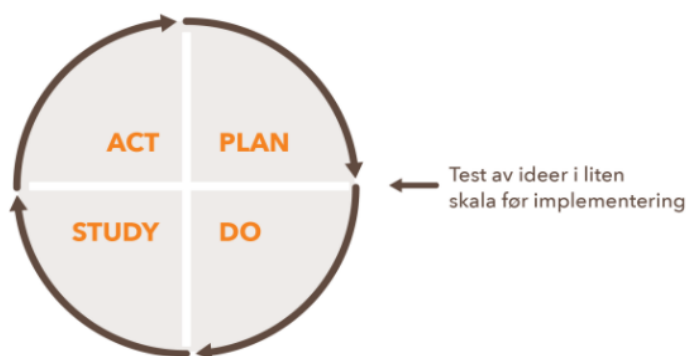 ACT
PLAN
STUDY
DO
Test av ideer i liten
skala før implementering